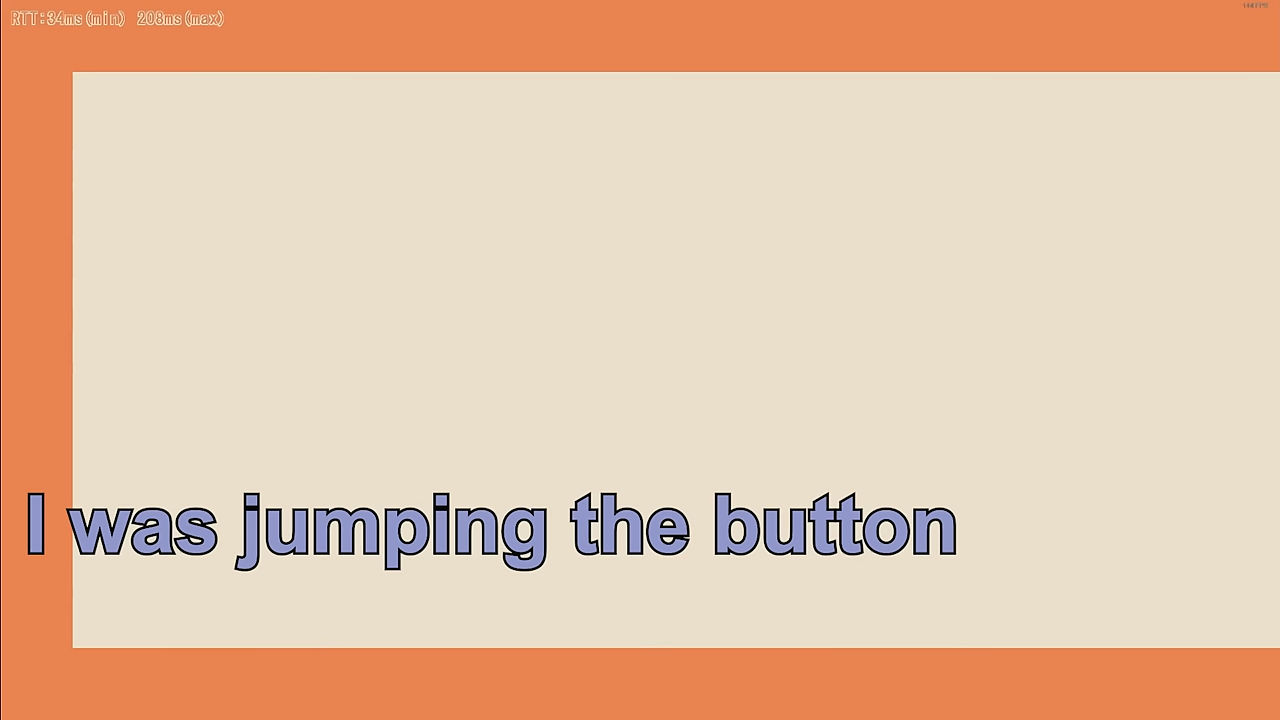 RTT:34ms(min) 208ms(max)
I was jumping the button